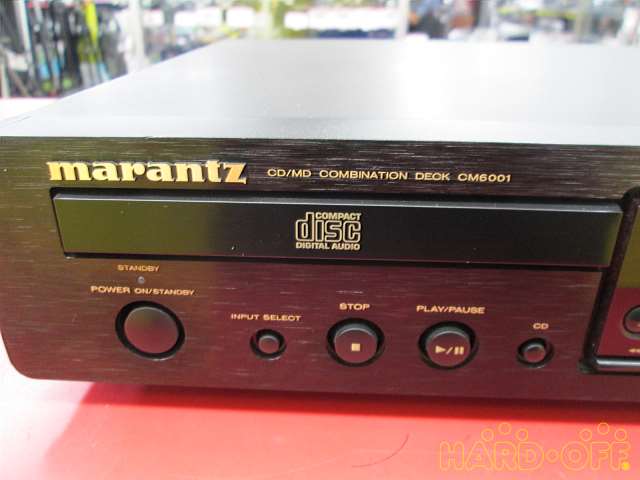 marantz CD/MD COMBINATION DECK CM6001
COMPACT
disc
DIGITAL AUDIO
STANDBY
POWER ON/STANDBY
INPUT SELECT
STOP
PLAY/PAUSE
CD
HARD·OFF